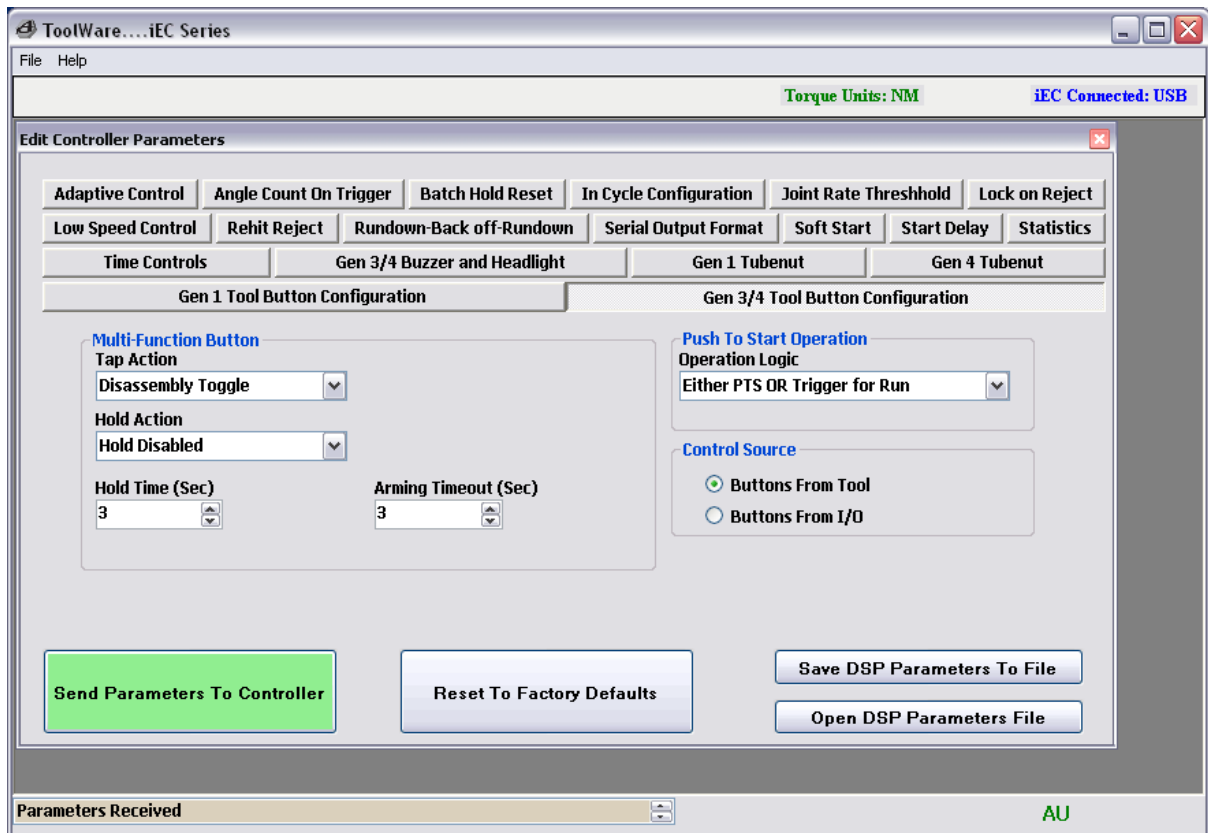 ToolWare....iEC Series
File Help
Torque Units: NM iEC Connected: USB
Edit Controller Parameters
Adaptive Control Angle Count On Trigger Batch Hold Reset In Cycle Configuration Joint Rate Threshhold Lock on Reject
Low Speed Control Rehit Reject Rundown-Back off-Rundown Serial Output Format Soft Start Start Delay Statistics
Time Controls Gen 3/4 Buzzer and Headlight Gen 1 Tubenut Gen 4 Tubenut
Gen 1 Tool Button Configuration Gen 3/4 Tool Button Configuration
Multi-Function Button
Tap Action
Disassembly Toggle
Hold Action
Hold Disabled
Hold Time (Sec) Arming Timeout (Sec)
3 3
Push To Start Operation
Operation Logic
Either PTS OR Trigger for Run
Control Source
Buttons From Tool
Buttons From I/O
Send Parameters To Controller
Reset To Factory Defaults
Save DSP Parameters To File
Open DSP Parameters File
Parameters Received AU